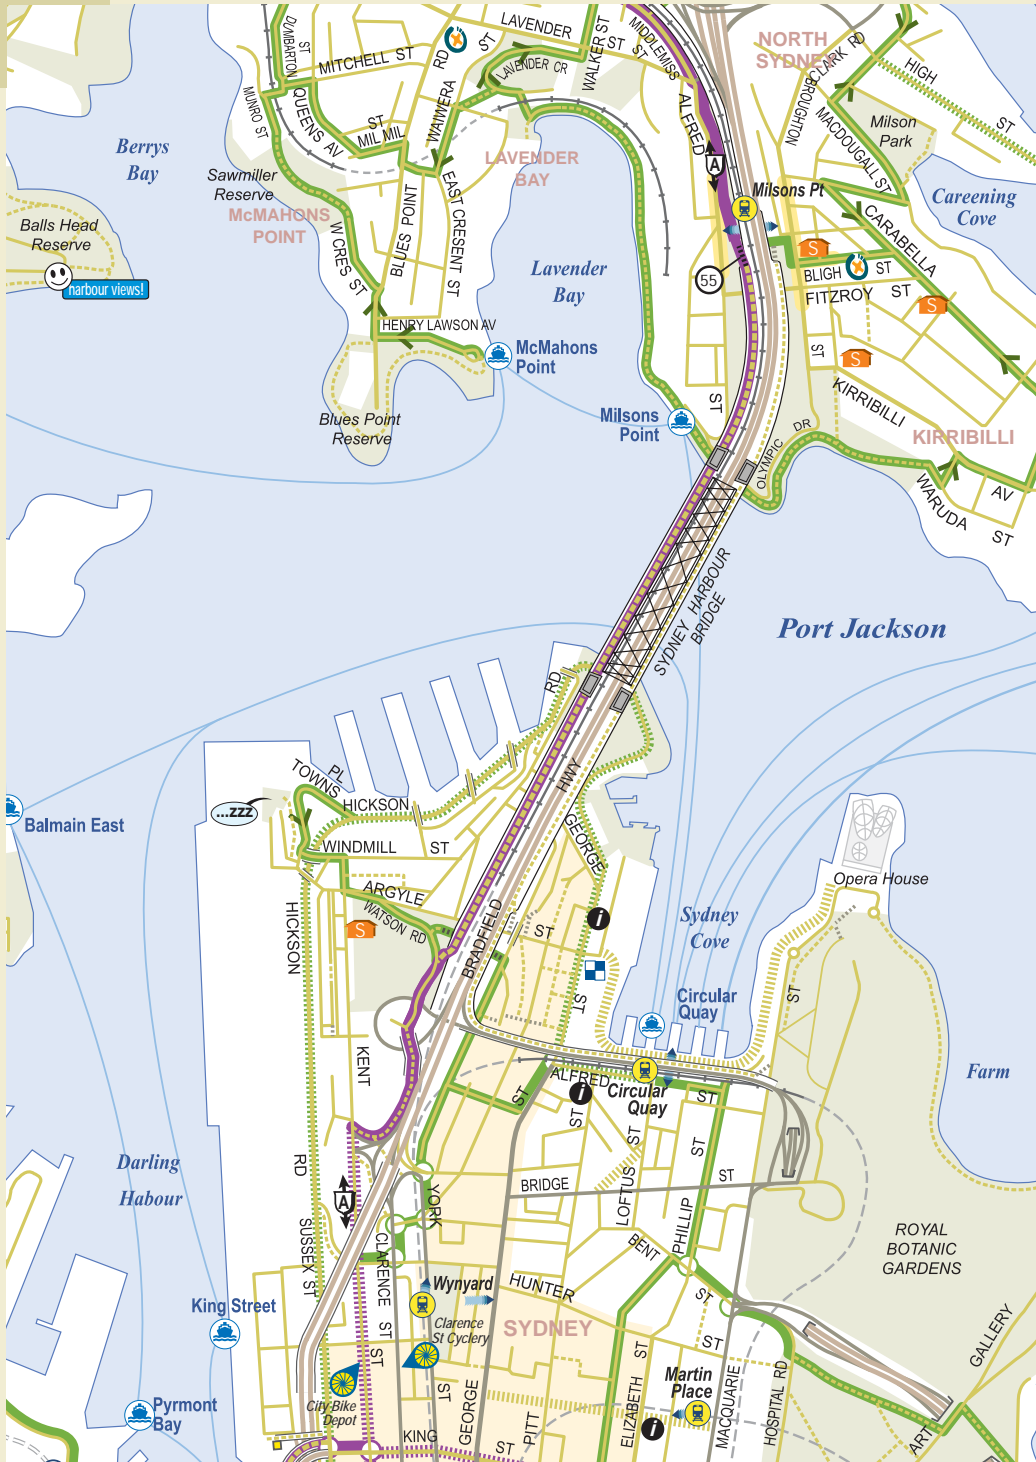 DUMBARTON
ST
MITCHELL ST
LAVENDER
ST
ST
LAVENDER CR
WALKER ST
MIDDLEMISS
ST
NORTH
SYDNEY
CLARK RD
HIGH
ST
BROUGHTON
MACDOUGALL ST
Milson
Park
MUNRO ST
QUEENS AV
WAIWERA
RD
ST
MIL MIL
ALFRED
A
Berrys
Bay
Sawmiller
Reserve
LAVENDER
BAY
McMAHONS
POINT
Milsons Pt
Careening
Cove
Balls Head
Reserve
harbour views!
W CRES ST
BLUES POINT
EAST CRESENT ST
Lavender
Bay
CARABELLA
S
BLIGH
ST
FITZROY
ST
55
S
HENRY LAWSON AV
McMahons
Point
ST
S
ST
KIRRIBILLI
AV
Milsons
Point
Blues Point
Reserve
OLYMPIC
DR
KIRRIBILLI
WARUDA
ST
SYDNEY HARBOUR
BRIDGE
Port Jackson
RD
HWY
TOWNS
PL
HICKSON
...zzz
WINDMILL
ST
GEORGE
Balmain East
ARGYLE
WATSON RD
S
HICKSON
BRADFIELD
ST
i
Opera House
Sydney
Cove
Circular
Quay
ST
ST
KENT
ALFRED
i
Circular
Quay
ST
Farm
ST
ST
ST
ST
Darling
Habour
RD
A
BRIDGE
ST
LOFTUS
PHILLIP
YORK
BENT
ROYAL
BOTANIC
GARDENS
SUSSEX ST
CLARENCE
ST
Wynyard
HUNTER
ST
King Street
Clarence
St Cyclery
SYDNEY
ST
GALLERY
ST
ST
Martin
Place
City Bike
Depot
ST
Pyrmont
Bay
KING
ST
GEORGE
PITT
ELIZABETH
i
MACQUARIE
HOSPITAL RD
ART